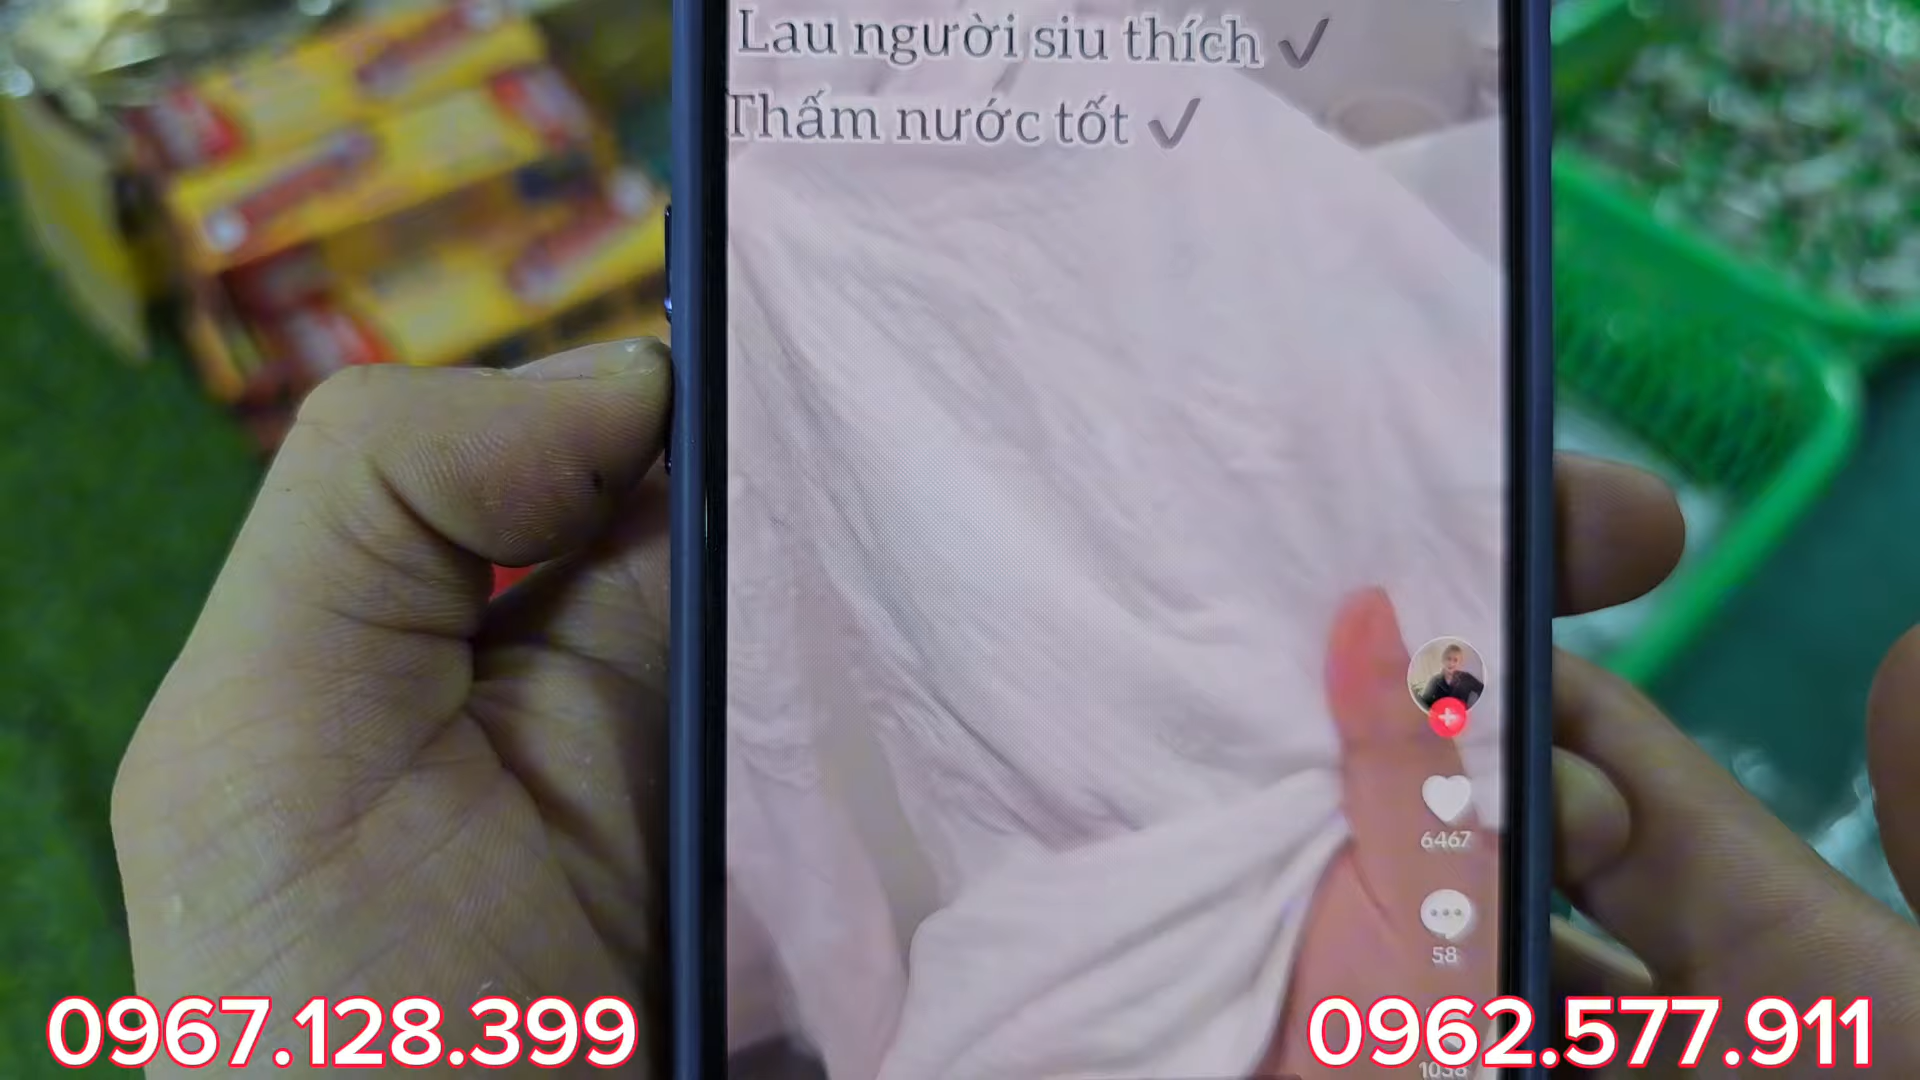 Lau người siu thích ✓
Thấm nước tốt ✓
6467
58
0967.128.399
0962.577.911